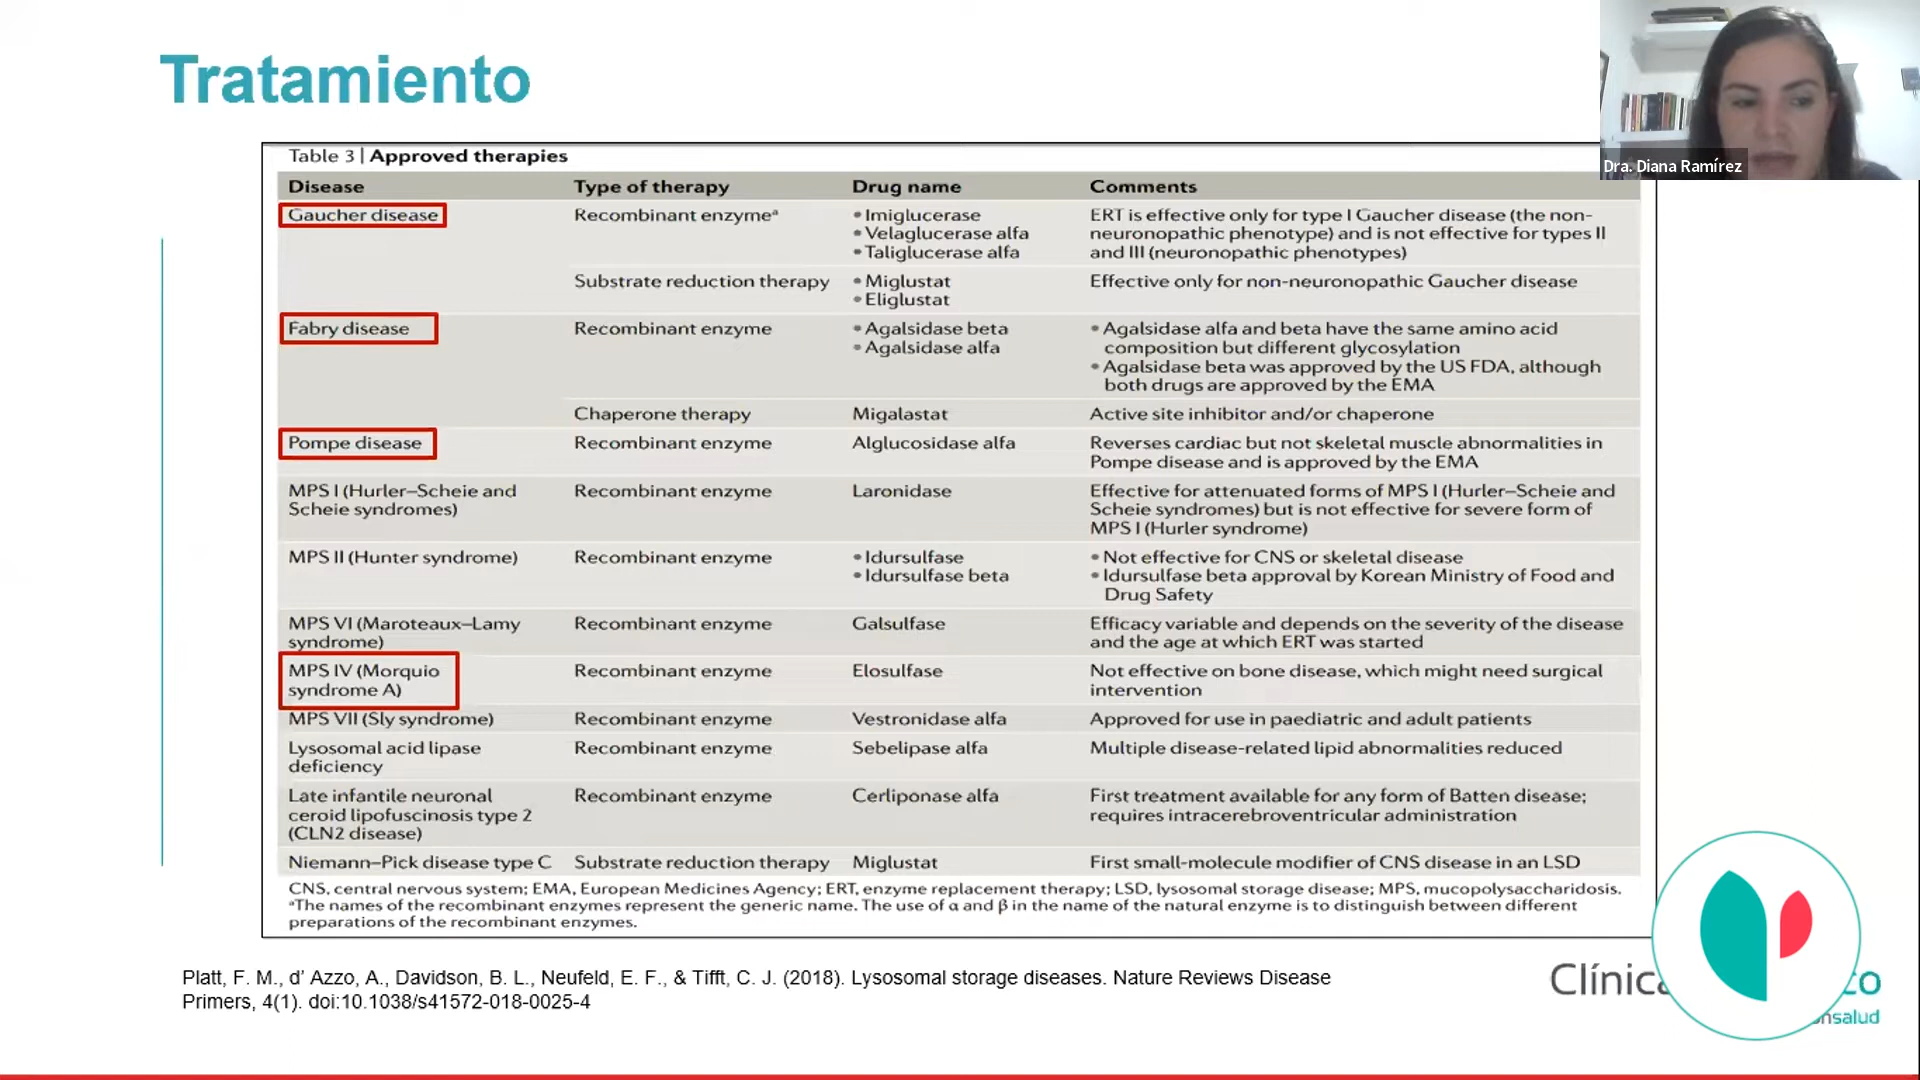 Tratamiento
Dra. Diana Ramírez
Table 3 | Approved therapies
Disease Type of therapy Drug name Comments
Gaucher disease Recombinant enzymeª • Imiglucerase ERT is effective only for type I Gaucher disease (the non-
• Velaglucerase alfa neuronopathic phenotype) and is not effective for types II
• Taliglucerase alfa and III (neuronopathic phenotypes)
Substrate reduction therapy • Miglustat Effective only for non-neuronopathic Gaucher disease
• Eliglustat
Fabry disease Recombinant enzyme • Agalsidase beta • Agalsidase alfa and beta have the same amino acid
• Agalsidase alfa composition but different glycosylation
• Agalsidase beta was approved by the US FDA, although
both drugs are approved by the EMA
Chaperone therapy Migalastat Active site inhibitor and/or chaperone
Pompe disease Recombinant enzyme Alglucosidase alfa Reverses cardiac but not skeletal muscle abnormalities in
Pompe disease and is approved by the EMA
MPS I (Hurler–Scheie and Recombinant enzyme Laronidase Effective for attenuated forms of MPS I (Hurler–Scheie and
Scheie syndromes) Scheie syndromes) but is not effective for severe form of
MPS I (Hurler syndrome)
MPS II (Hunter syndrome) Recombinant enzyme • Idursulfase • Not effective for CNS or skeletal disease
• Idursulfase beta • Idursulfase beta approval by Korean Ministry of Food and
Drug Safety
MPS VI (Maroteaux–Lamy Recombinant enzyme Galsulfase Efficacy variable and depends on the severity of the disease
syndrome) and the age at which ERT was started
MPS IV (Morquio Recombinant enzyme Elosulfase Not effective on bone disease, which might need surgical
syndrome A) intervention
MPS VII (Sly syndrome) Recombinant enzyme Vestronidase alfa Approved for use in paediatric and adult patients
Lysosomal acid lipase Recombinant enzyme Sebelipase alfa Multiple disease-related lipid abnormalities reduced
deficiency
Late infantile neuronal Recombinant enzyme Cerliponase alfa First treatment available for any form of Batten disease;
ceroid lipofuscinosis type 2 requires intracerebroventricular administration
(CLN2 disease)
Niemann–Pick disease type C Substrate reduction therapy Miglustat First small-molecule modifier of CNS disease in an LSD
CNS, central nervous system; EMA, European Medicines Agency; ERT, enzyme replacement therapy; LSD, lysosomal storage disease; MPS, mucopolysaccharidosis.
ªThe names of the recombinant enzymes represent the generic name. The use of α and β in the name of the natural enzyme is to distinguish between different
preparations of the recombinant enzymes.
Platt, F. M., d’ Azzo, A., Davidson, B. L., Neufeld, E. F., & Tifft, C. J. (2018). Lysosomal storage diseases. Nature Reviews Disease
Primers, 4(1). doi:10.1038/s41572-018-0025-4